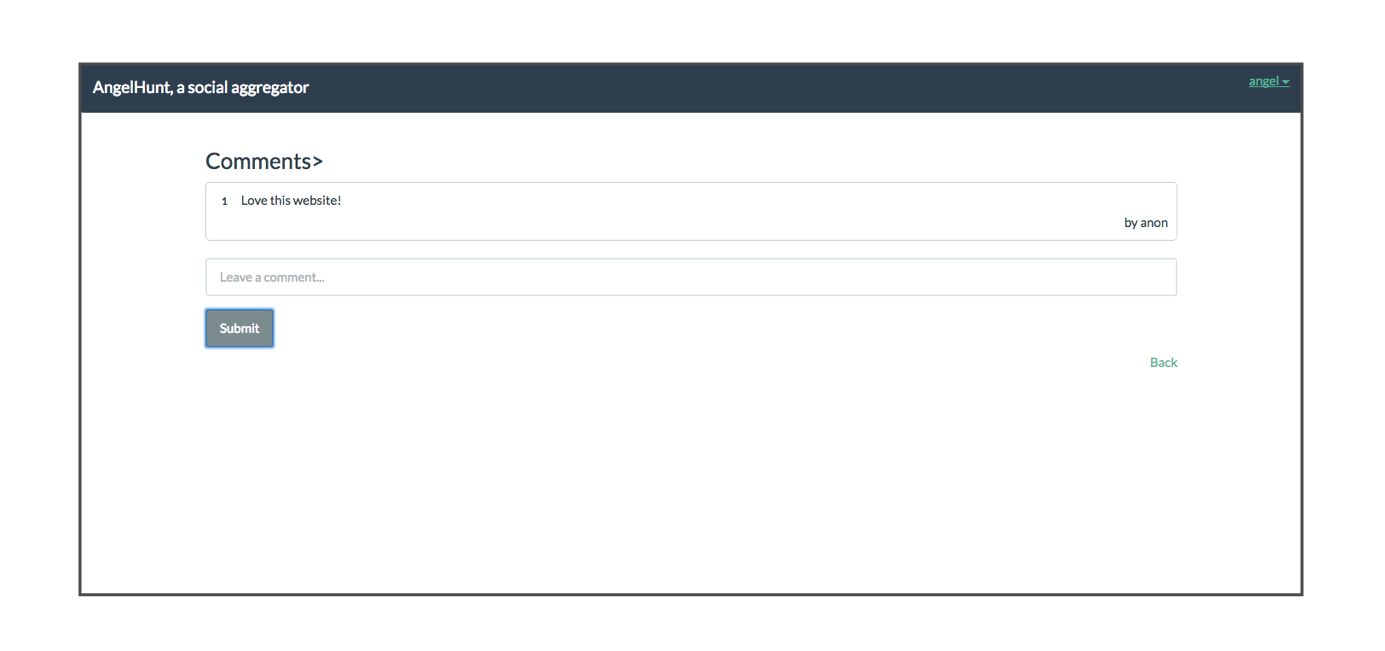 AngelHunt, a social aggregator
angel
Comments>
1 Love this website!
by anon
Leave a comment...
Submit
Back